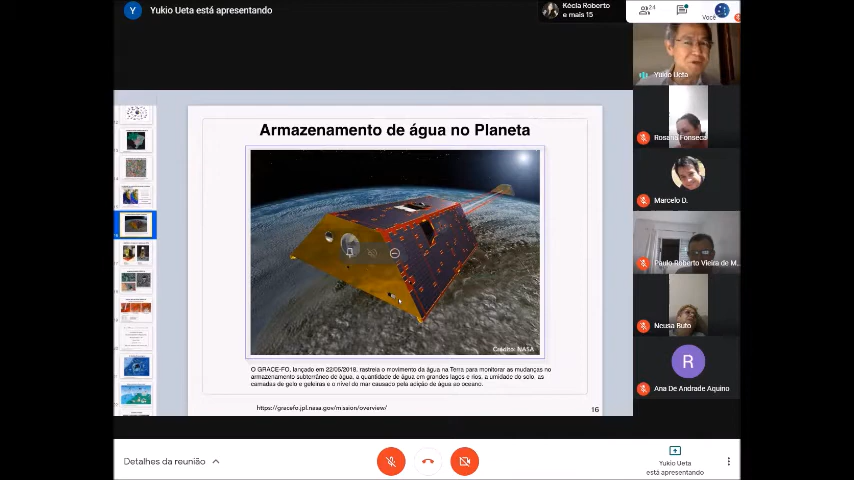 Y
Yukio Ueta está apresentando
Kécia Roberto
e mais 15
24
Você
Yukio Ueta
Rosana Fonseca
Marcelo D.
Paulo Roberto Vieira de M...
Neusa Buto
R
Ana De Andrade Aquino
Armazenamento de água no Planeta
Crédito: NASA
O GRACE-FO, lançado em 22/05/2018, rastreia o movimento da água na Terra para monitorar as mudanças no
armazenamento subterrâneo de água, a quantidade de água em grandes lagos e rios, a umidade do solo, as
camadas de gelo e geleiras e o nível do mar causado pela adição de água ao oceano.
https://gracefo.jpl.nasa.gov/mission/overview/
16
Detalhes da reunião
Yukio Ueta
está apresentando